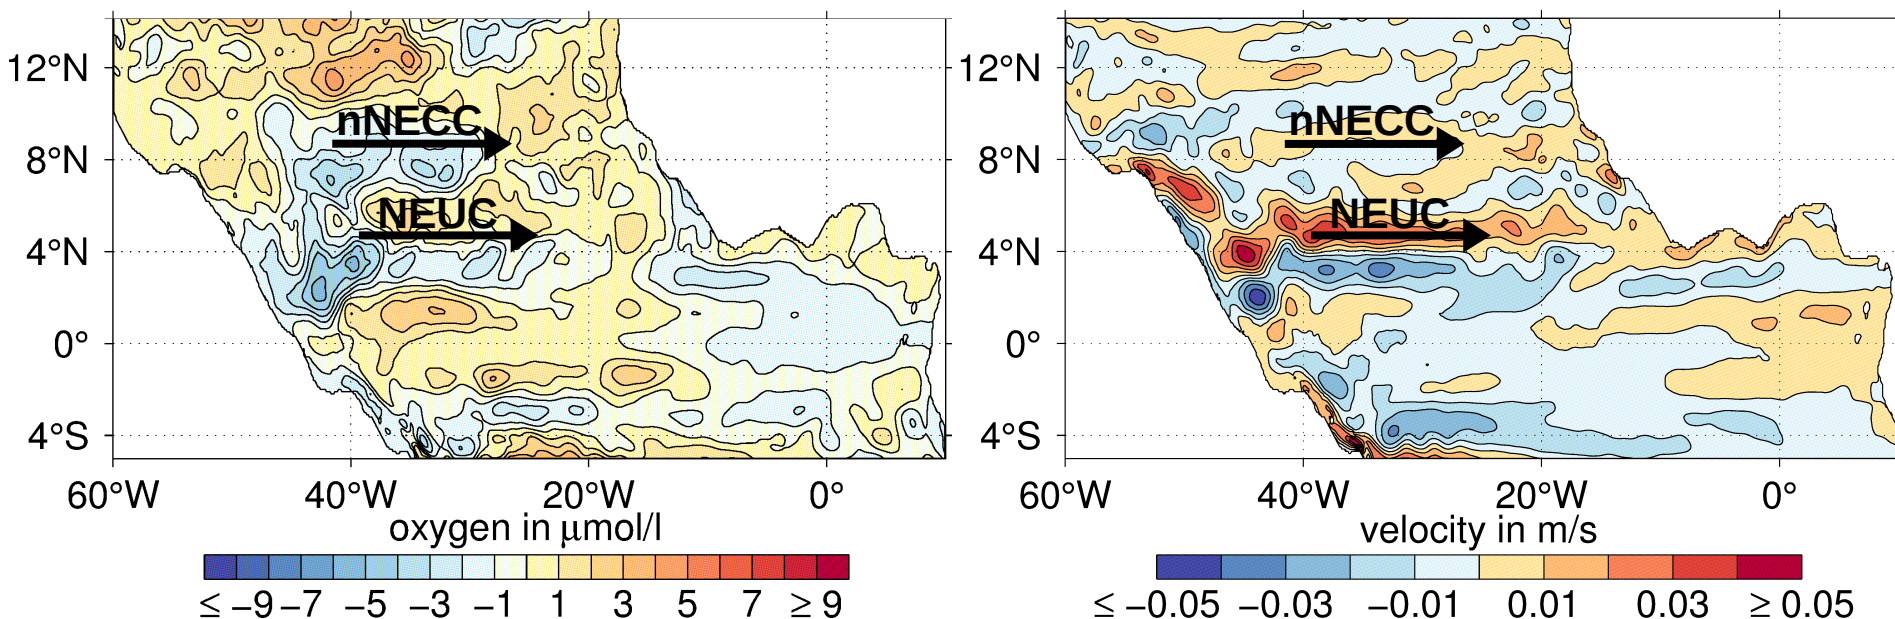 12°N
8°N
4°N
0°
4°S
60°W 40°W 20°W 0°
nNECC
NEUC
oxygen in μmol/l
≤ −9 −7 −5 −3 −1 1 3 5 7 ≥ 9
12°N
8°N
4°N
0°
4°S
60°W 40°W 20°W 0°
nNECC
NEUC
velocity in m/s
≤ −0.05 −0.03 −0.01 0.01 0.03 ≥ 0.05